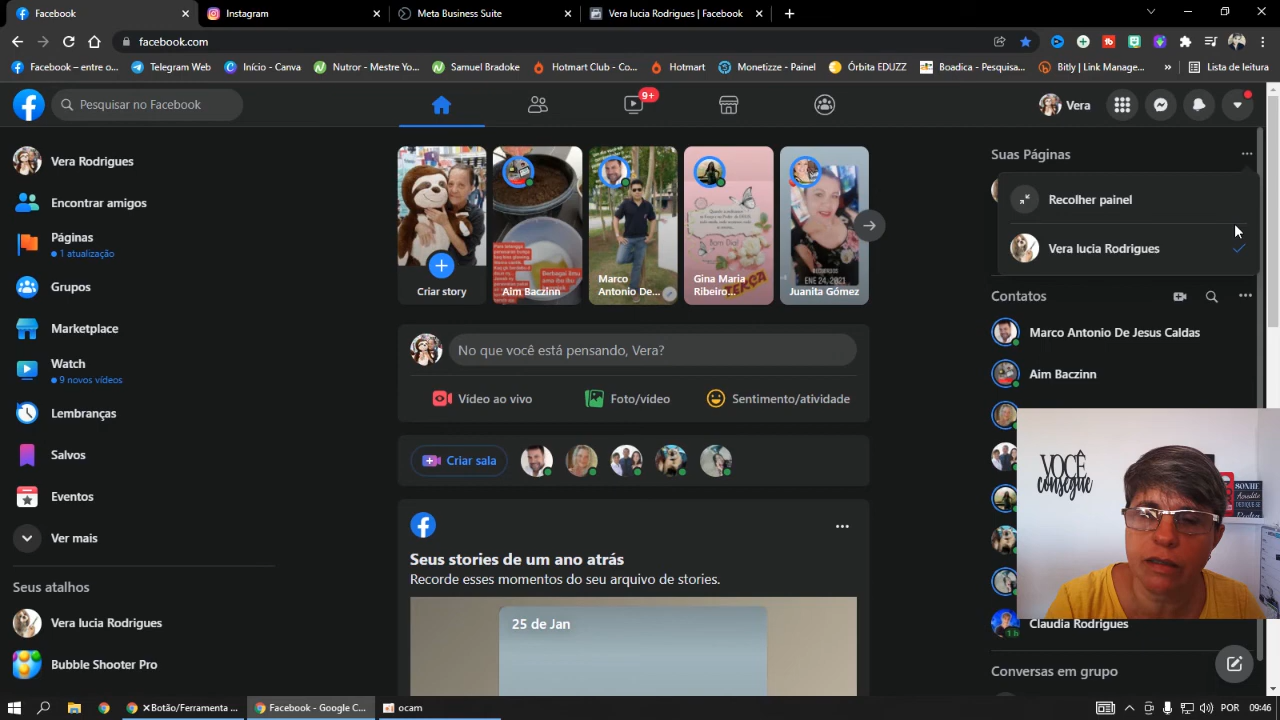 Facebook
Instagram
Meta Business Suite
Vera lucia Rodrigues | Facebook
facebook.com
Facebook – entre o...
Telegram Web
Início - Canva
Nutror - Mestre Yo...
Samuel Bradoke
Hotmart Club - Co...
Hotmart
Monetizze - Painel
Órbita EDUZZ
Boadica - Pesquisa...
Bitly | Link Manage...
»
Lista de leitura
Pesquisar no Facebook
9+
Vera
Vera Rodrigues
Encontrar amigos
Páginas
1 atualização
Grupos
Marketplace
Watch
9 novos vídeos
Lembranças
Salvos
Eventos
Ver mais
Seus atalhos
Vera lucia Rodrigues
Bubble Shooter Pro
Criar story
Aim Baczinn
Marco
Antonio De...
Gina Maria
Ribeiro...
Juanita Gómez
No que você está pensando, Vera?
Vídeo ao vivo
Foto/vídeo
Sentimento/atividade
Criar sala
Seus stories de um ano atrás
Recorde esses momentos do seu arquivo de stories.
25 de Jan
Suas Páginas
Recolher painel
Vera lucia Rodrigues
Contatos
Marco Antonio De Jesus Caldas
Aim Baczinn
VOCÊ
consegue
SONHE
Acredite
Claudia Rodrigues
1 h
Conversas em grupo
×Botão/Ferramenta ...
Facebook - Google C...
ocam
POR
09:46